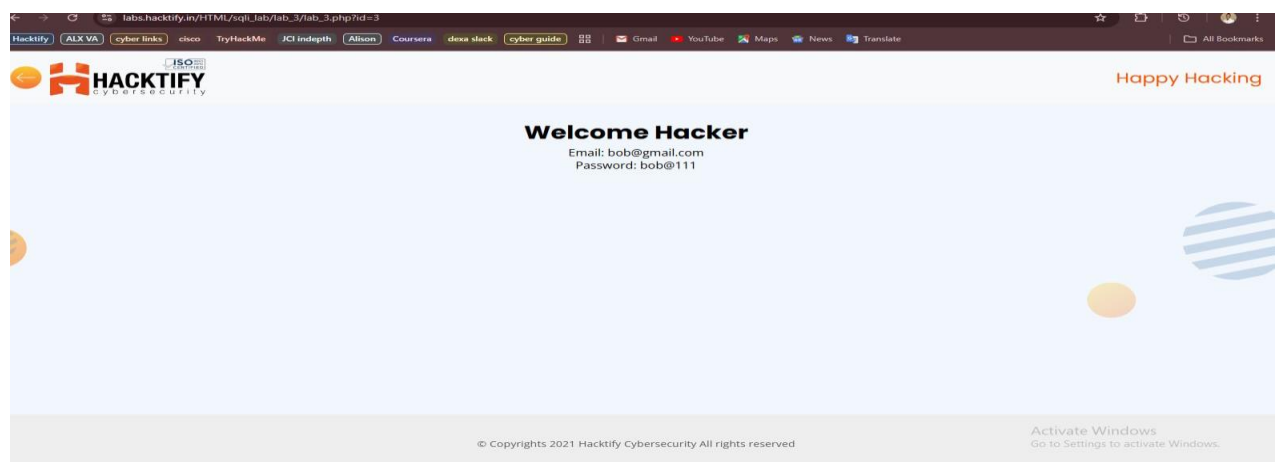 labs.hacktify.in/HTML/sqli_lab/lab_3/lab_3.php?id=3
Hacktify ALX VA cyber links cisco TryHackMe JCI indepth Alison Coursera dexa slack cyber guide Gmail YouTube Maps News Translate All Bookmarks
ISO
CERTIFIED
HACKTIFY
cybersecurity
Happy Hacking
Welcome Hacker
Email: bob@gmail.com
Password: bob@111
© Copyrights 2021 Hacktify Cybersecurity All rights reserved
Activate Windows
Go to Settings to activate Windows.